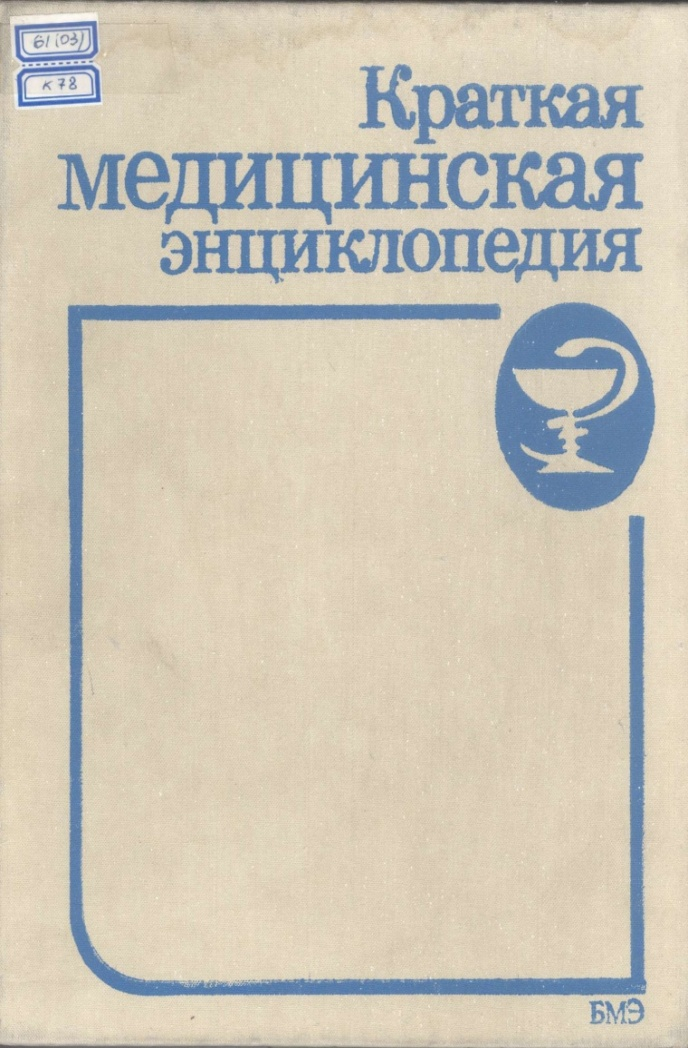 61(03)
К78
Краткая
медицинская
энциклопедия
БМЭ